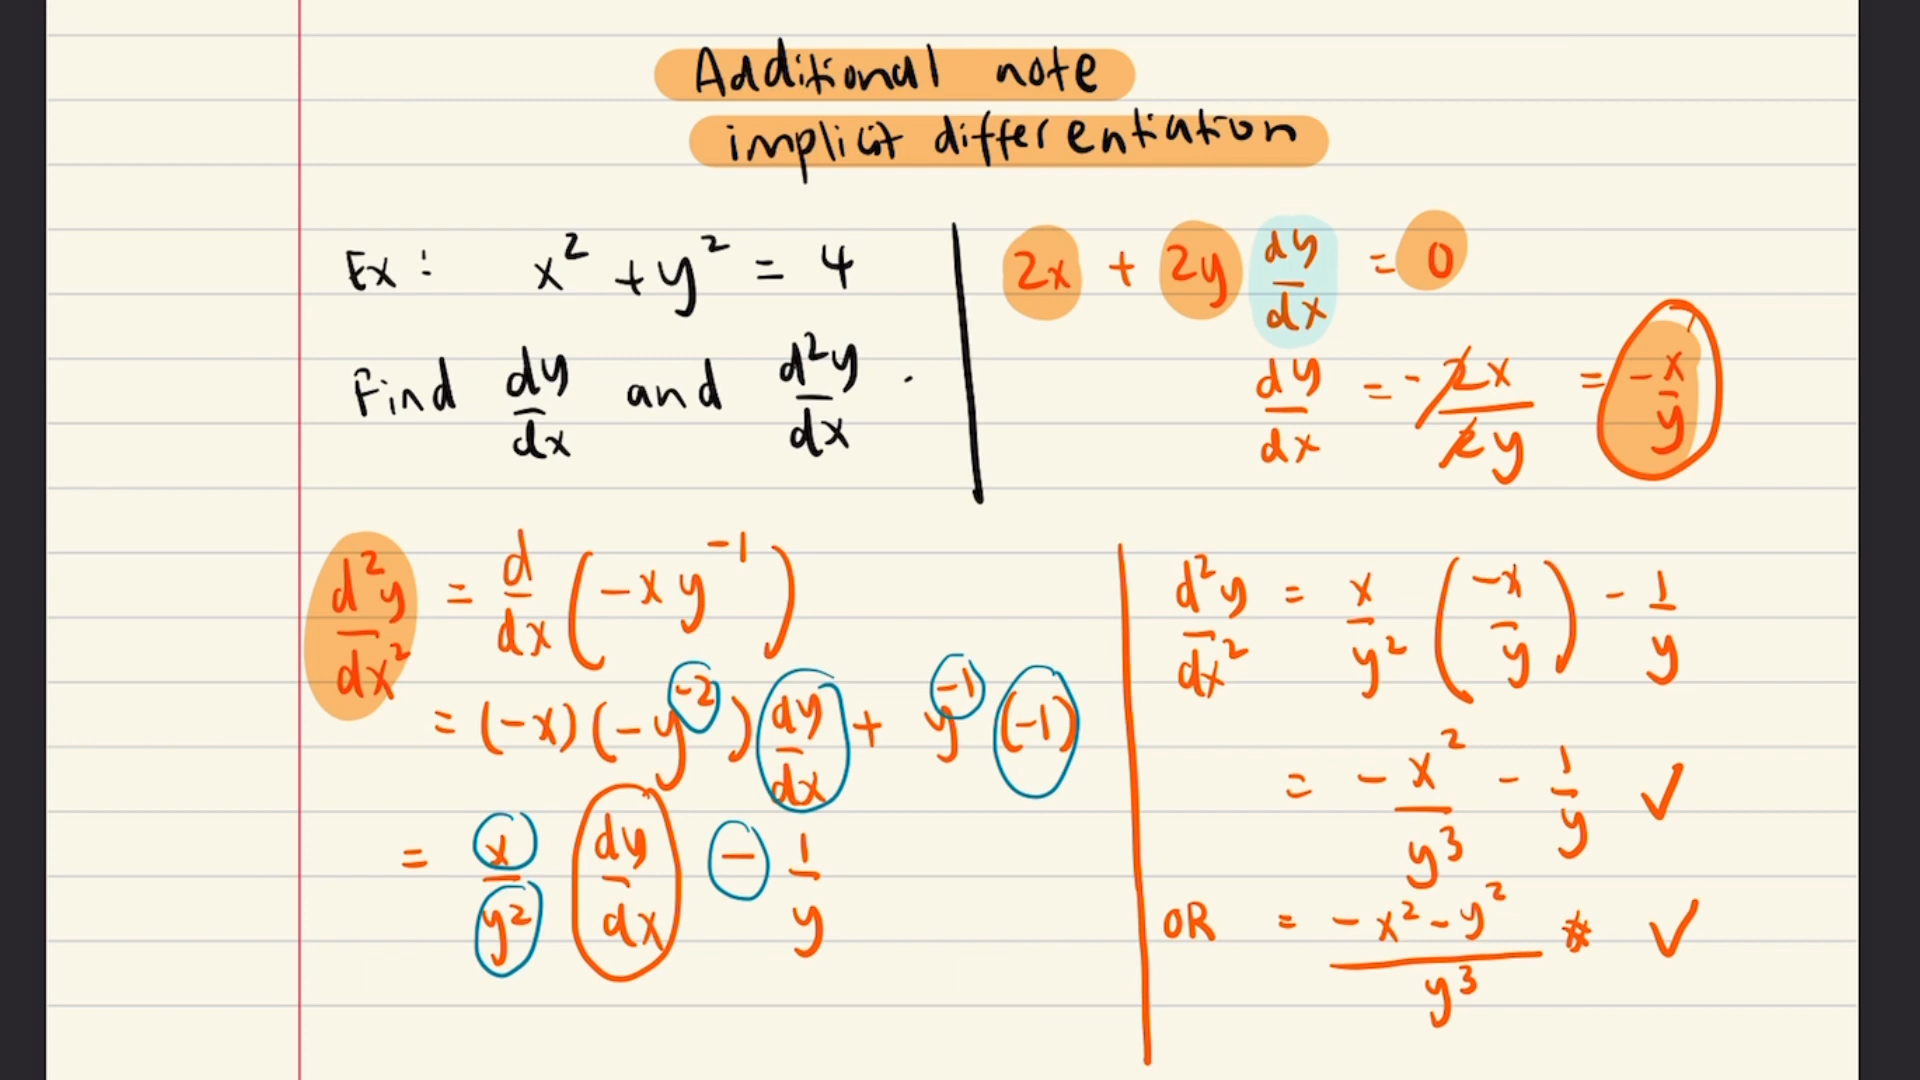 Additional note
implicit differentiation
Ex: x² + y² = 4
Find dy/dx and d²y/dx .
2x + 2y dy/dx = 0
dy/dx = - 2x/2y = - x/y
d²y/dx² = d/dx (-x y⁻¹)
= (-x)(-y⁻²) dy/dx + y⁻¹ (-1)
= x/y² dy/dx - 1/y
d²y/dx² = x/y² (-x/y) - 1/y
= - x²/y³ - 1/y ✓
OR = (-x² - y²)/y³ * ✓